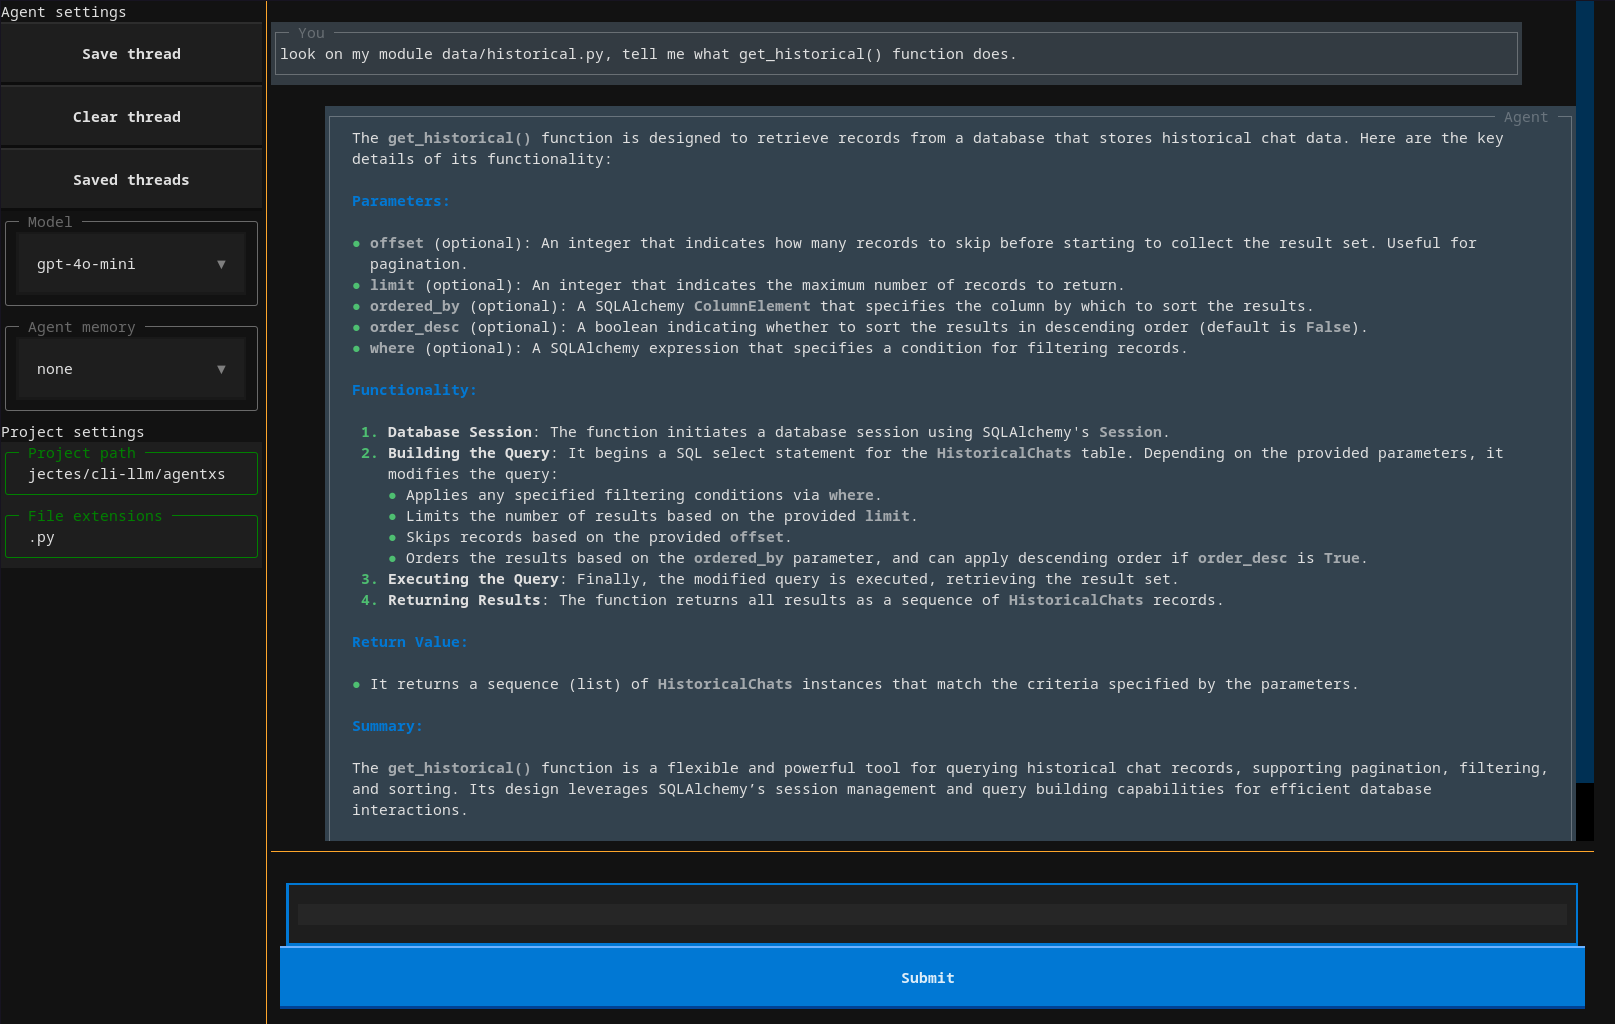 Agent settings
Save thread
Clear thread
Saved threads
Model
gpt-4o-mini ▼
Agent memory
none ▼
Project settings
Project path
jectes/cli-llm/agentxs
File extensions
.py
You
look on my module data/historical.py, tell me what get_historical() function does.
Agent
The get_historical() function is designed to retrieve records from a database that stores historical chat data. Here are the key
details of its functionality:
Parameters:
• offset (optional): An integer that indicates how many records to skip before starting to collect the result set. Useful for
pagination.
• limit (optional): An integer that indicates the maximum number of records to return.
• ordered_by (optional): A SQLAlchemy ColumnElement that specifies the column by which to sort the results.
• order_desc (optional): A boolean indicating whether to sort the results in descending order (default is False).
• where (optional): A SQLAlchemy expression that specifies a condition for filtering records.
Functionality:
1. Database Session: The function initiates a database session using SQLAlchemy's Session.
2. Building the Query: It begins a SQL select statement for the HistoricalChats table. Depending on the provided parameters, it
modifies the query:
• Applies any specified filtering conditions via where.
• Limits the number of results based on the provided limit.
• Skips records based on the provided offset.
• Orders the results based on the ordered_by parameter, and can apply descending order if order_desc is True.
3. Executing the Query: Finally, the modified query is executed, retrieving the result set.
4. Returning Results: The function returns all results as a sequence of HistoricalChats records.
Return Value:
• It returns a sequence (list) of HistoricalChats instances that match the criteria specified by the parameters.
Summary:
The get_historical() function is a flexible and powerful tool for querying historical chat records, supporting pagination, filtering,
and sorting. Its design leverages SQLAlchemy’s session management and query building capabilities for efficient database
interactions.
Submit